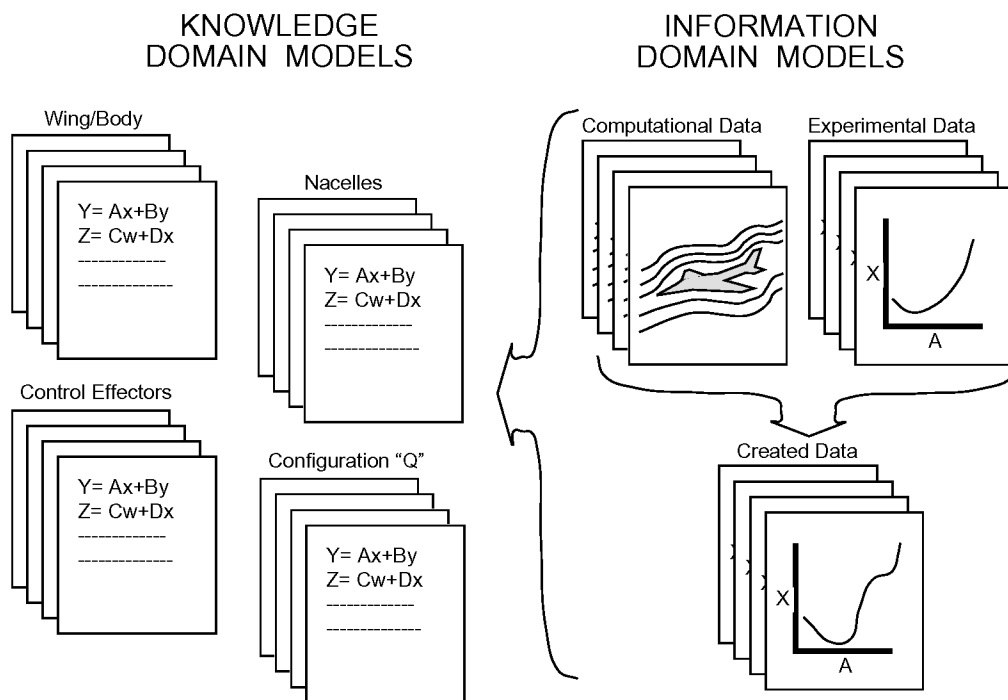 KNOWLEDGE
DOMAIN MODELS
Wing/Body
Y= Ax+By
Z= Cw+Dx
--------------
---------------
Nacelles
Y= Ax+By
Z= Cw+Dx
--------------
---------------
Control Effectors
Y= Ax+By
Z= Cw+Dx
--------------
---------------
Configuration “Q”
Y= Ax+By
Z= Cw+Dx
--------------
---------------
INFORMATION
DOMAIN MODELS
Computational Data
Experimental Data
X
A
Created Data
X
A